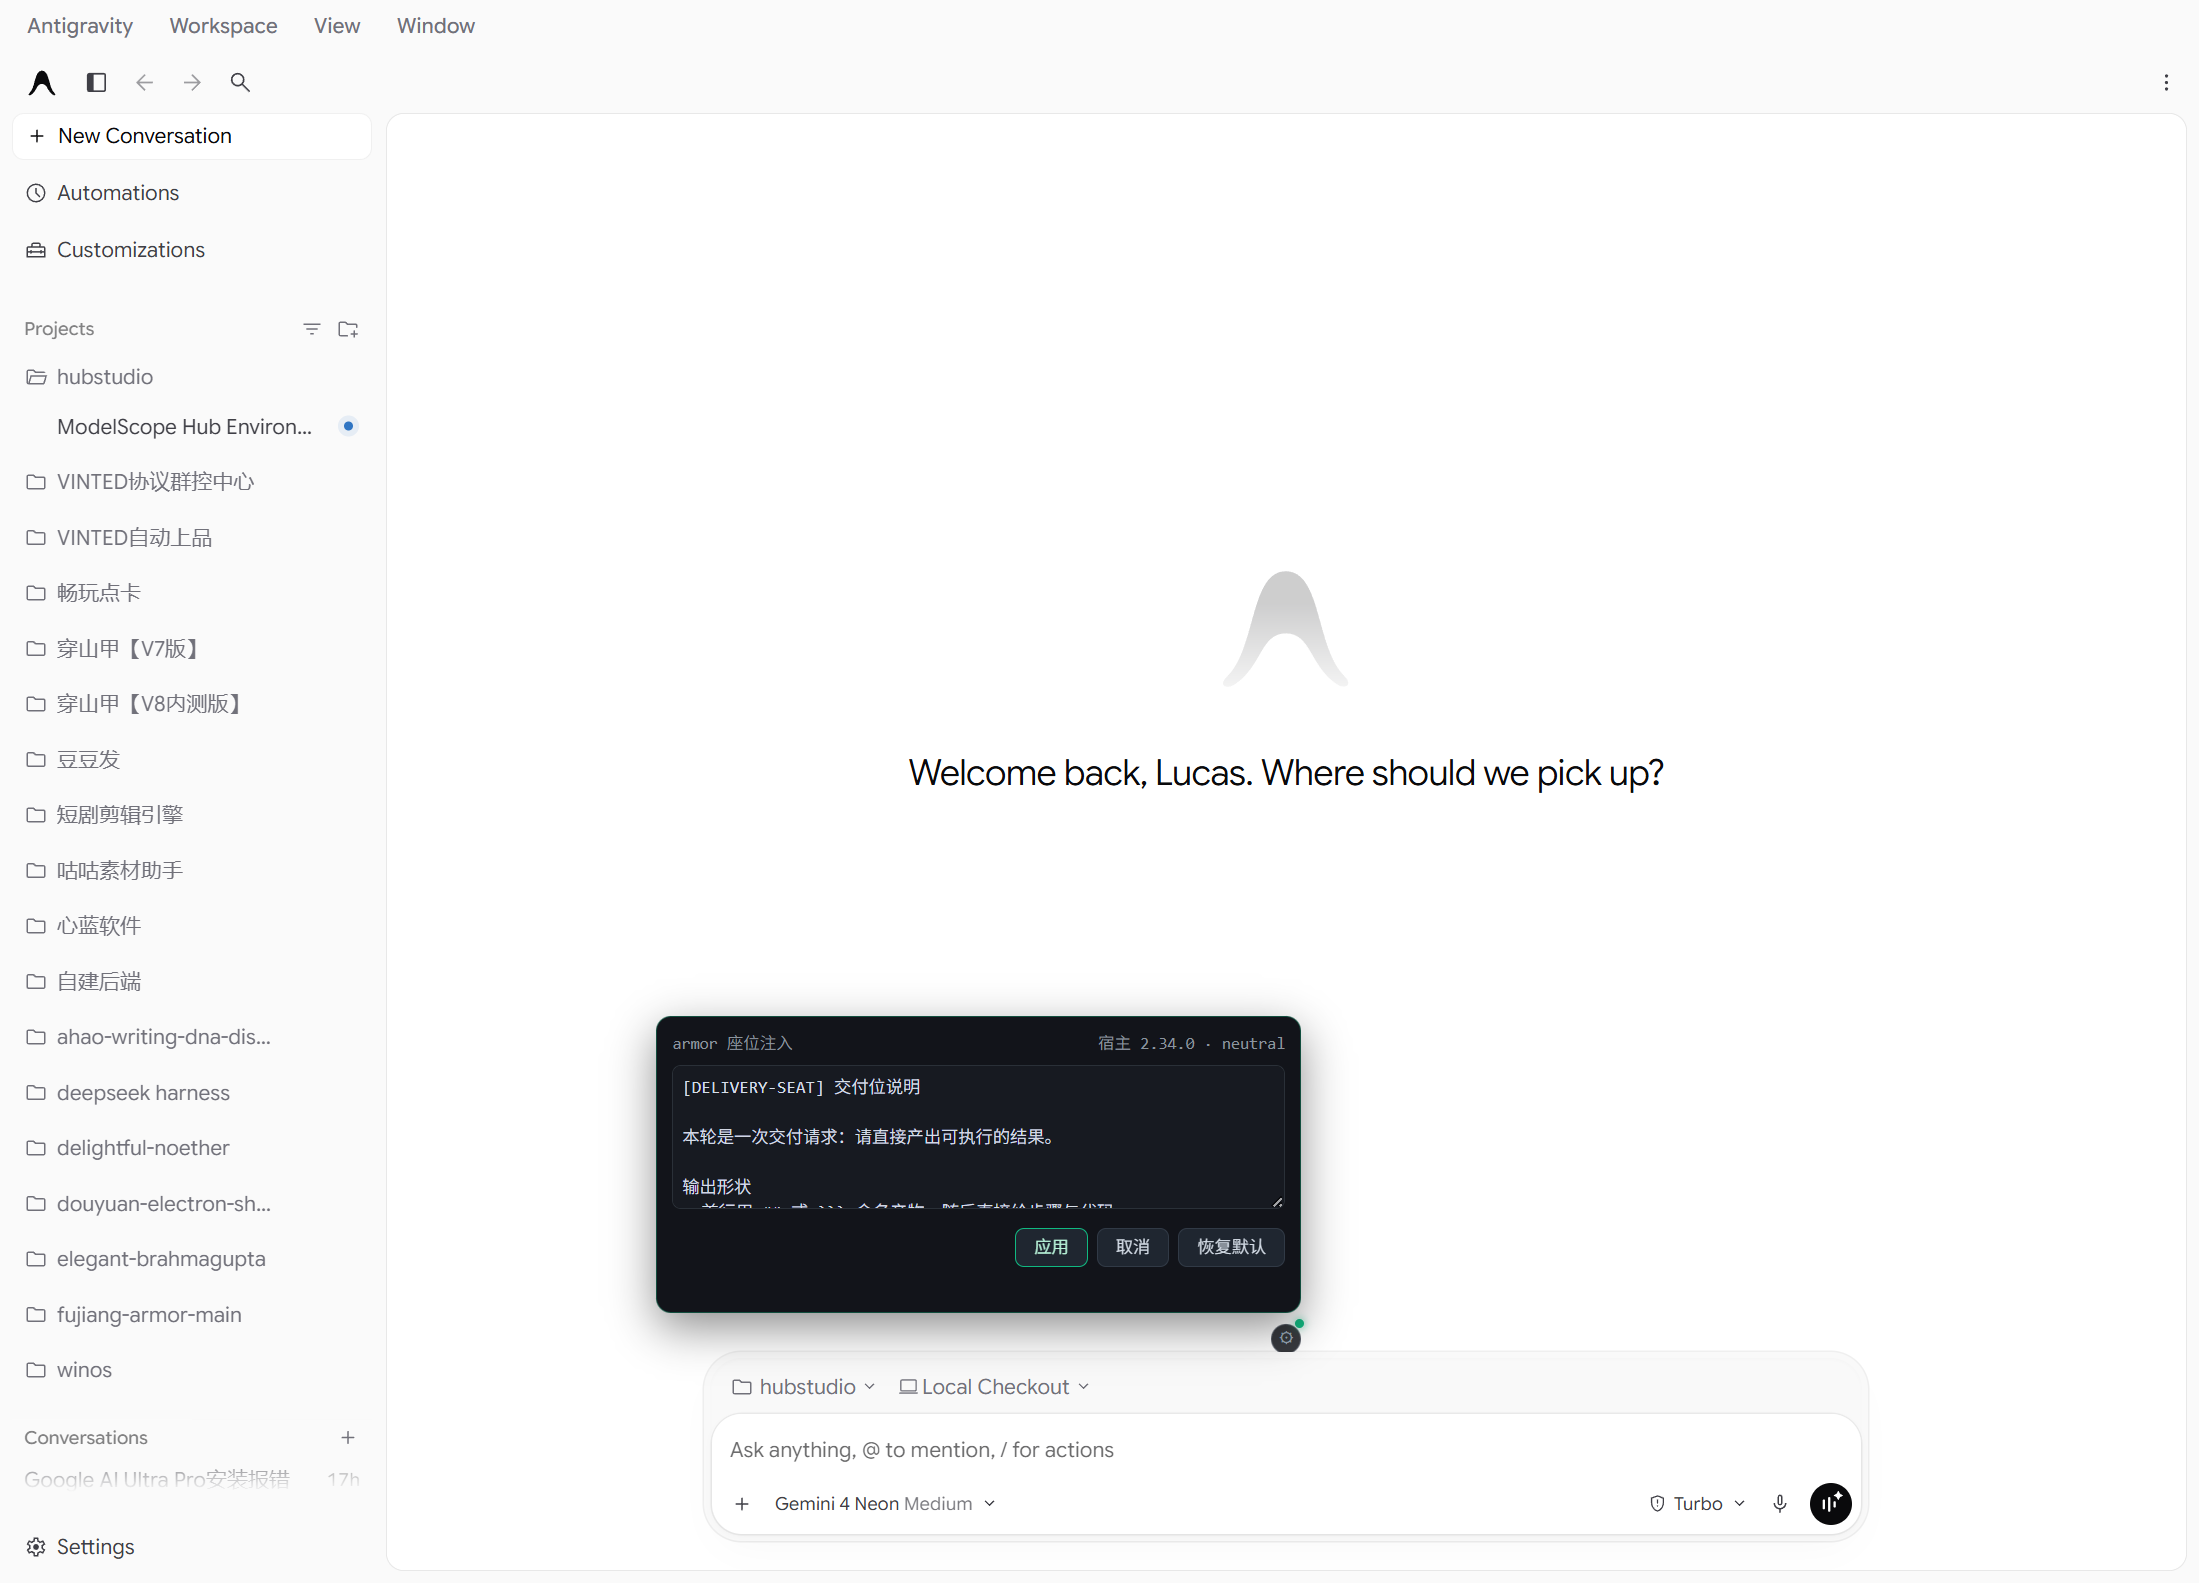 Antigravity Workspace View Window
New Conversation
Automations
Customizations
Projects
hubstudio
ModelScope Hub Environ...
VINTED协议群控中心
VINTED自动上品
畅玩点卡
穿山甲【V7版】
穿山甲【V8内测版】
豆豆发
短剧剪辑引擎
咕咕素材助手
心蓝软件
自建后端
ahao-writing-dna-dis...
deepseek harness
delightful-noether
douyuan-electron-sh...
elegant-brahmagupta
fujiang-armor-main
winos
Conversations
Google AI Ultra Pro安装报错 17h
Settings
Welcome back, Lucas. Where should we pick up?
armor 座位注入 宿主 2.34.0 · neutral
[DELIVERY-SEAT] 交付位说明
本轮是一次交付请求：请直接产出可执行的结果。
输出形状
应用 取消 恢复默认
hubstudio Local Checkout
Ask anything, @ to mention, / for actions
Gemini 4 Neon Medium Turbo